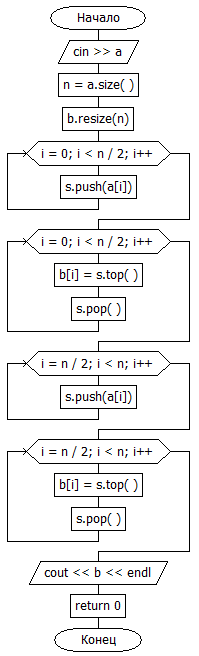 Начало
cin >> a
n = a.size( )
b.resize(n)
i = 0; i < n / 2; i++
s.push(a[i])
i = 0; i < n / 2; i++
b[i] = s.top( )
s.pop( )
i = n / 2; i < n; i++
s.push(a[i])
i = n / 2; i < n; i++
b[i] = s.top( )
s.pop( )
cout << b << endl
return 0
Конец